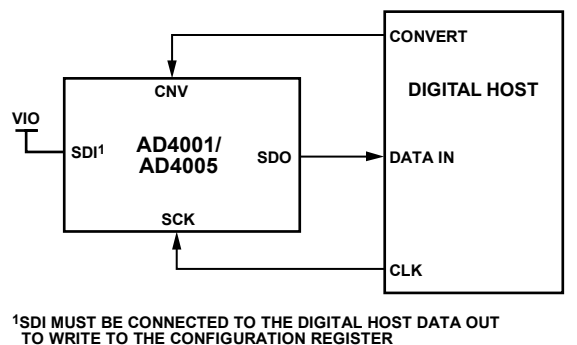 CONVERT
CNV
DIGITAL HOST
VIO
SDI¹
AD4001/
AD4005
SDO
DATA IN
SCK
CLK
¹SDI MUST BE CONNECTED TO THE DIGITAL HOST DATA OUT
TO WRITE TO THE CONFIGURATION REGISTER